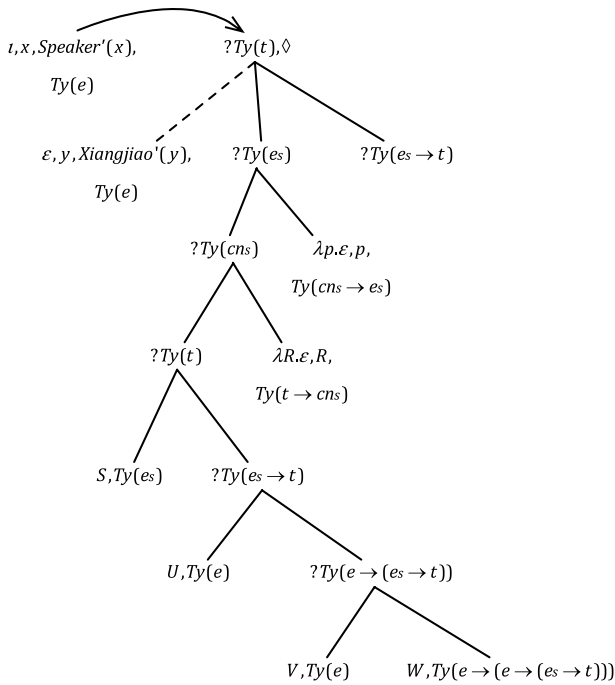 ι,x,Speaker'(x), ?Ty(t),◊
Ty(e)
ε,y,Xiangjiao'(y), ?Ty(eₛ) ?Ty(eₛ→t)
Ty(e)
?Ty(cnₛ) λp.ε,p,
Ty(cnₛ→eₛ)
?Ty(t) λR.ε,R,
Ty(t→cnₛ)
S,Ty(eₛ) ?Ty(eₛ→t)
U,Ty(e) ?Ty(e→(eₛ→t))
V,Ty(e) W,Ty(e→(e→(eₛ→t)))